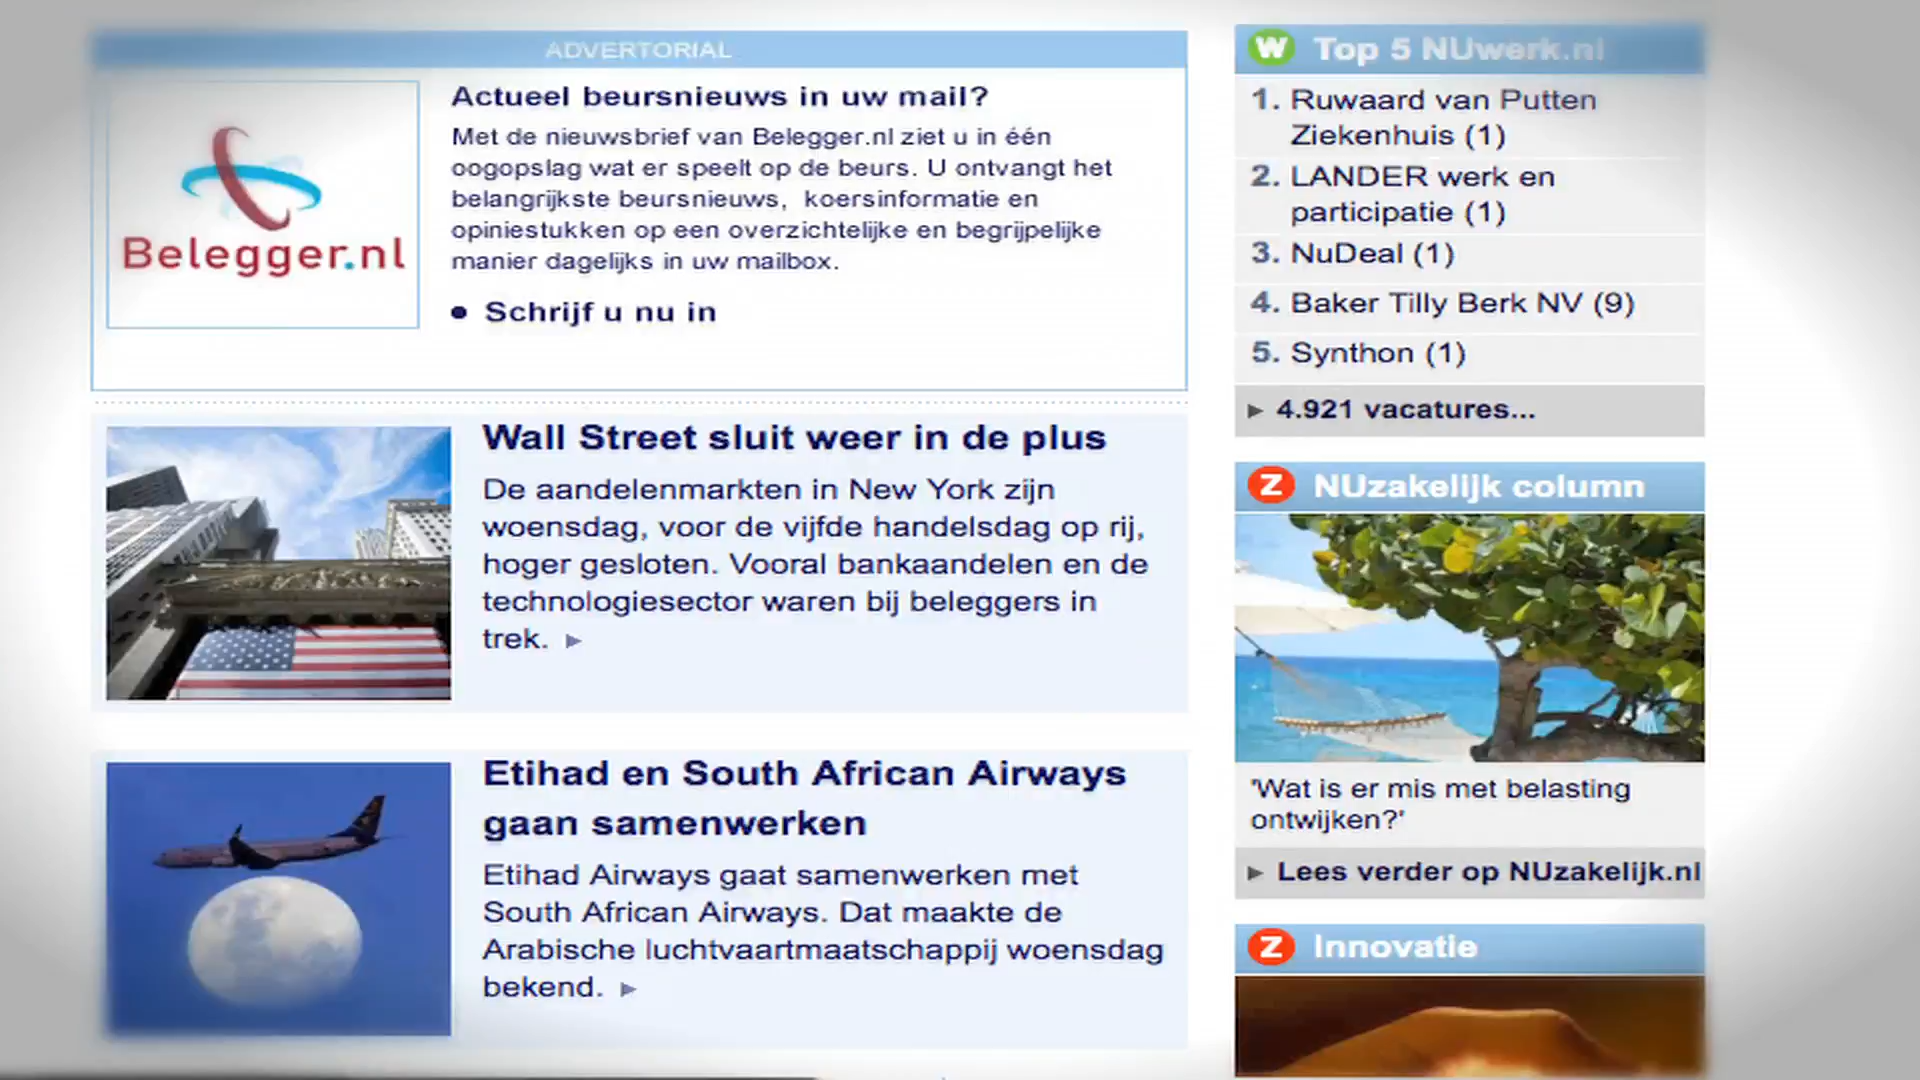 ADVERTORIAL
Belegger.nl
Actueel beursnieuws in uw mail?
Met de nieuwsbrief van Belegger.nl ziet u in één
oogopslag wat er speelt op de beurs. U ontvangt het
belangrijkste beursnieuws, koersinformatie en
opiniestukken op een overzichtelijke en begrijpelijke
manier dagelijks in uw mailbox.
• Schrijf u nu in
Wall Street sluit weer in de plus
De aandelenmarkten in New York zijn
woensdag, voor de vijfde handelsdag op rij,
hoger gesloten. Vooral bankaandelen en de
technologiesector waren bij beleggers in
trek. ►
Etihad en South African Airways
gaan samenwerken
Etihad Airways gaat samenwerken met
South African Airways. Dat maakte de
Arabische luchtvaartmaatschappij woensdag
bekend. ►
W Top 5 NUwerk.nl
1. Ruwaard van Putten
Ziekenhuis (1)
2. LANDER werk en
participatie (1)
3. NuDeal (1)
4. Baker Tilly Berk NV (9)
5. Synthon (1)
► 4.921 vacatures...
Z NUzakelijk column
'Wat is er mis met belasting
ontwijken?'
► Lees verder op NUzakelijk.nl
Z Innovatie